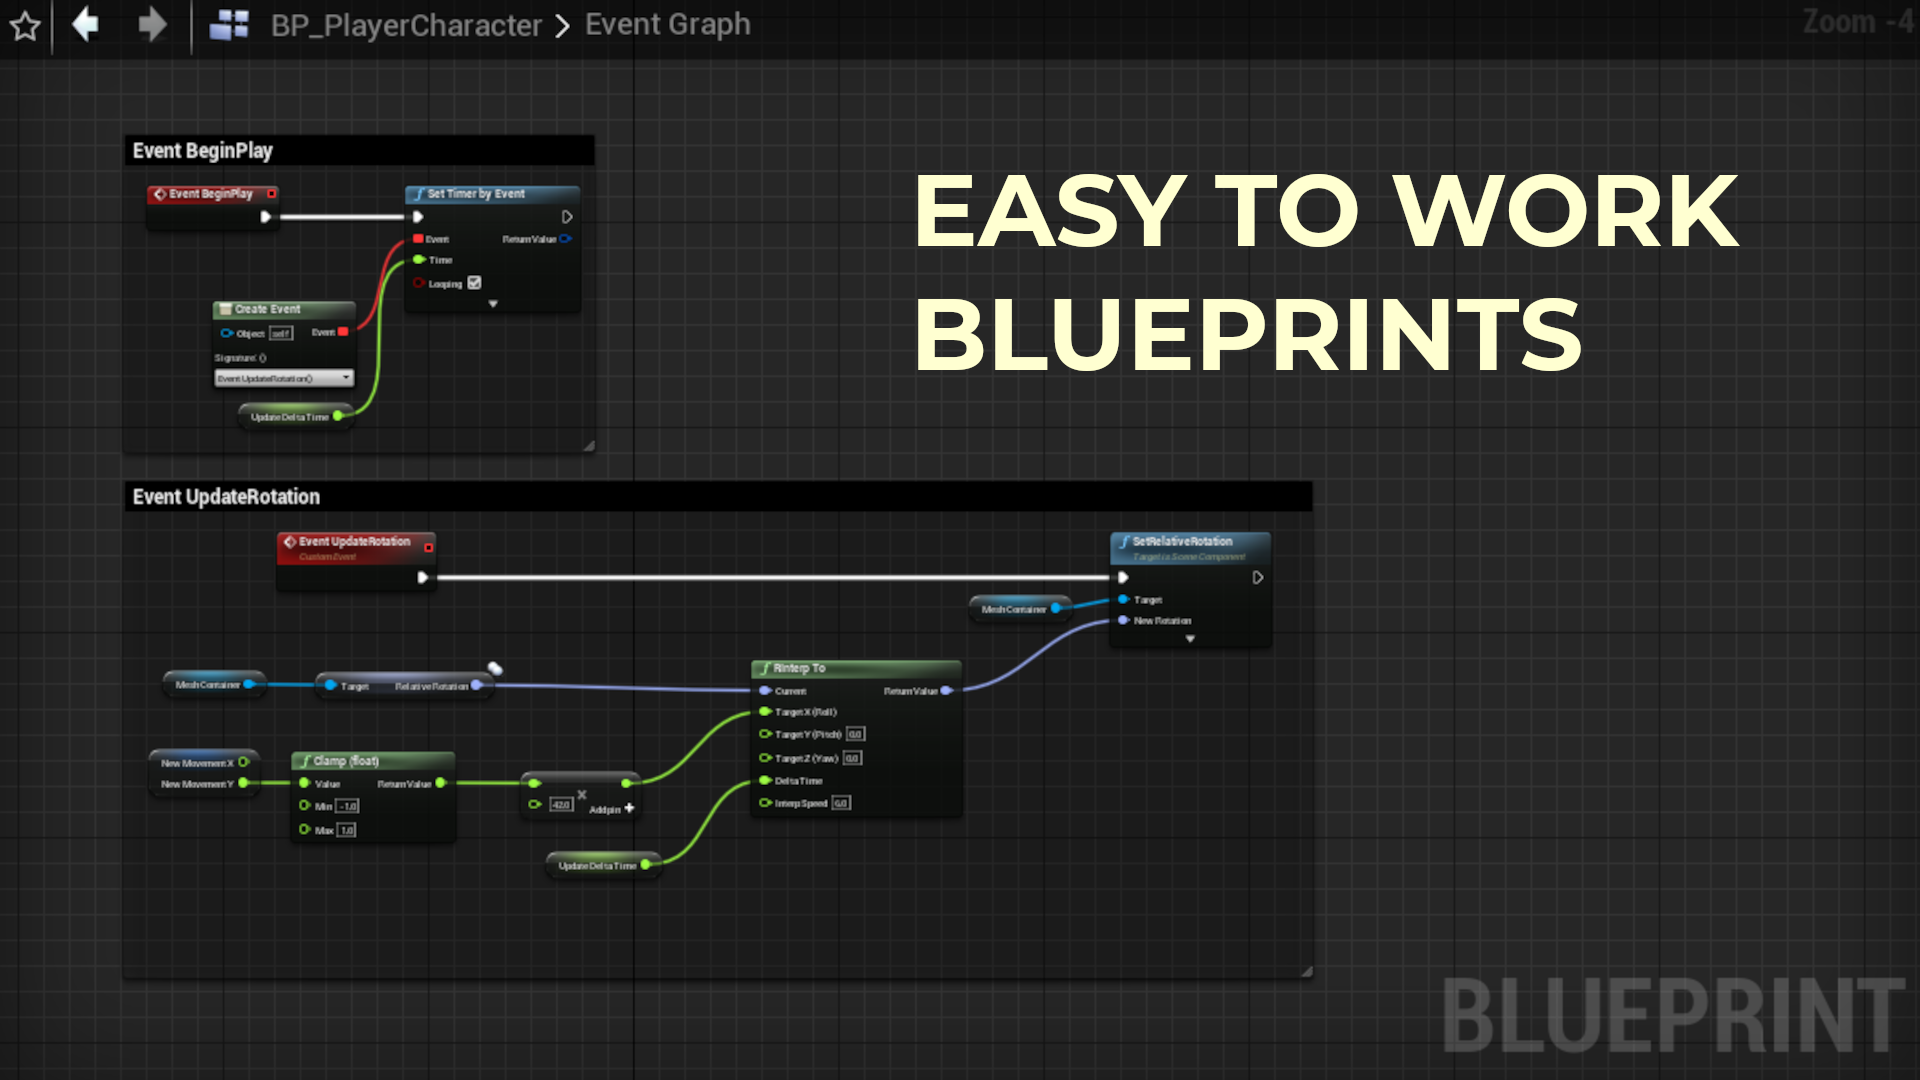 BP_PlayerCharacter > Event Graph
Zoom -4
Event BeginPlay
Event BeginPlay
Set Timer by Event
Event
Return Value
Time
Looping
Create Event
Object self
Event
Signature: ()
Event UpdateRotation()
Update Delta Time
EASY TO WORK
BLUEPRINTS
Event UpdateRotation
Event UpdateRotation
Custom Event
SetRelativeRotation
Target is Scene Component
Mesh Container
Target
New Rotation
Mesh Container
Target
Relative Rotation
RInterp To
Current
Return Value
Target X (Roll)
Target Y (Pitch) 0.0
Target Z (Yaw) 0.0
Delta Time
Interp Speed
New Movement X
New Movement Y
Clamp (float)
Value
Return Value
Min -1.0
Max 1.0
Add pin +
Update Delta Time
BLUEPRINT